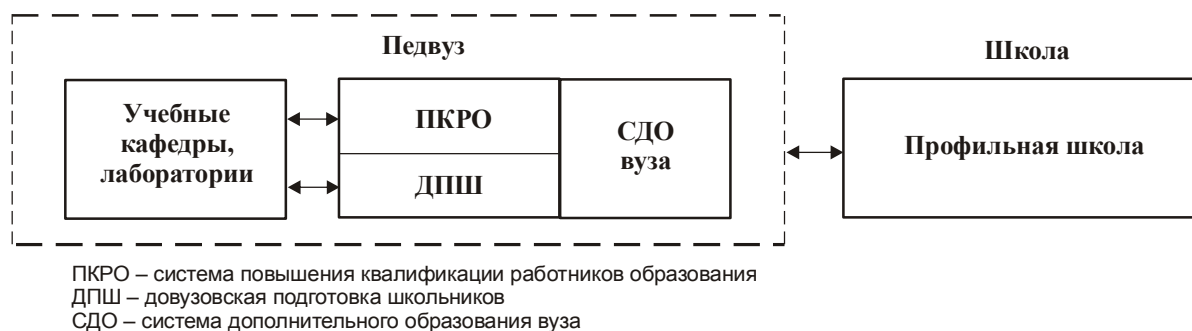 Педвуз
Школа
Учебные
кафедры,
лаборатории
ПКРО
ДПШ
СДО
вуза
Профильная школа
ПКРО – система повышения квалификации работников образования
ДПШ – довузовская подготовка школьников
СДО – система дополнительного образования вуза